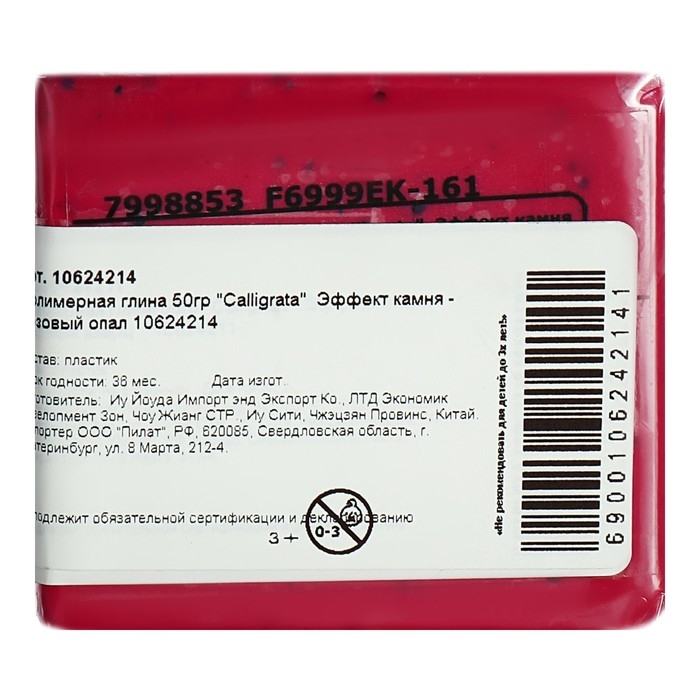 7998853 F6999EK-161
Эффект камня
рт. 10624214
олимерная глина 50гр "Calligrata" Эффект камня -
зовый опал 10624214
став: пластик
ок годности: 36 мес. Дата изгот.
готовитель: Иу Йоуда Импорт энд Экспорт Ко., ЛТД Экономик
велопмент Зон, Чоу Жианг СТР., Иу Сити, Чжэцзян Провинс, Китай.
портер ООО "Пилат", РФ, 620085, Свердловская область, г.
атеринбург, ул. 8 Марта, 212-4.
подлежит обязательной сертификации и декларированию
3+
0-3
«Не рекомендовать для детей до 3х лет»
6900106242141